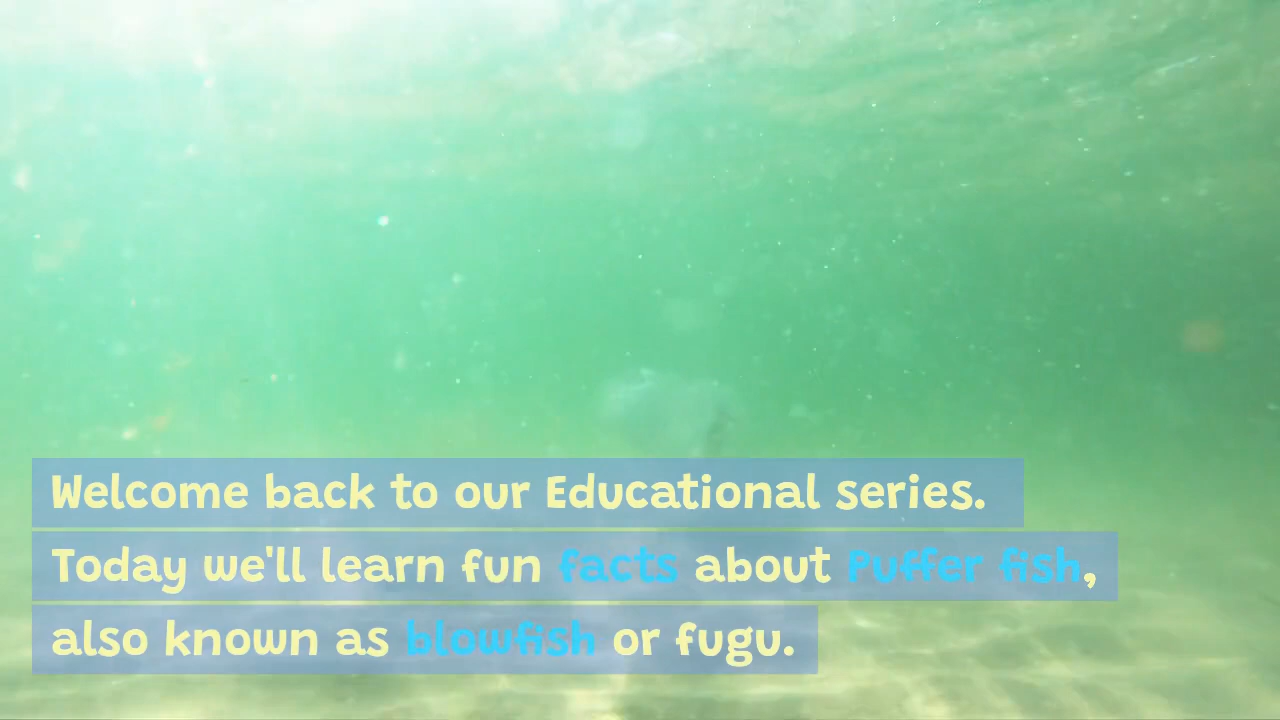 Welcome back to our Educational series.
Today we'll learn fun facts about Puffer fish,
also known as blowfish or fugu.